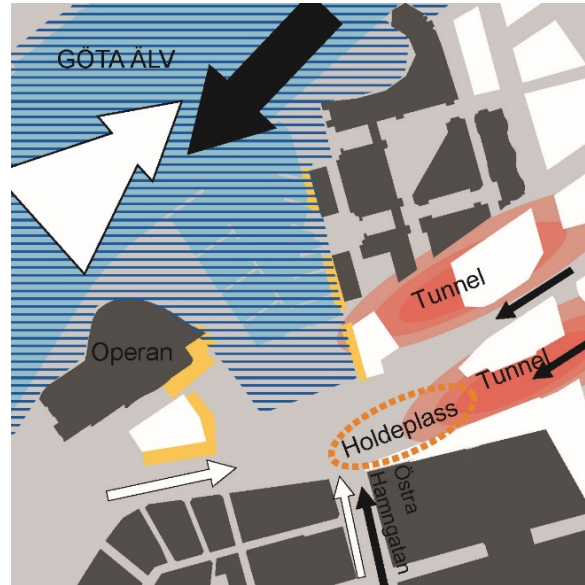 GÖTA ÄLV
Operan
Tunnel
Tunnel
Holdeplass
Östra
Hamngatan